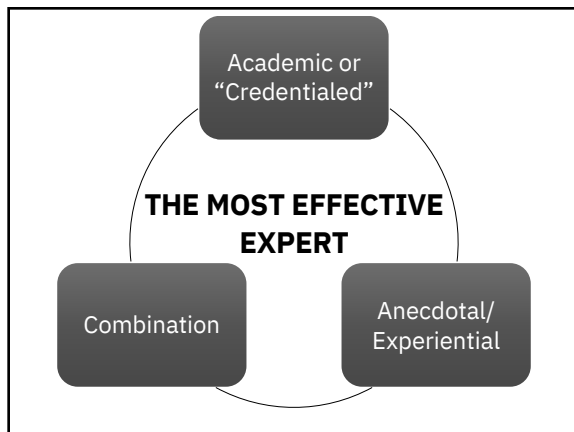 Academic or
“Credentialed”
THE MOST EFFECTIVE
EXPERT
Combination
Anecdotal/
Experiential